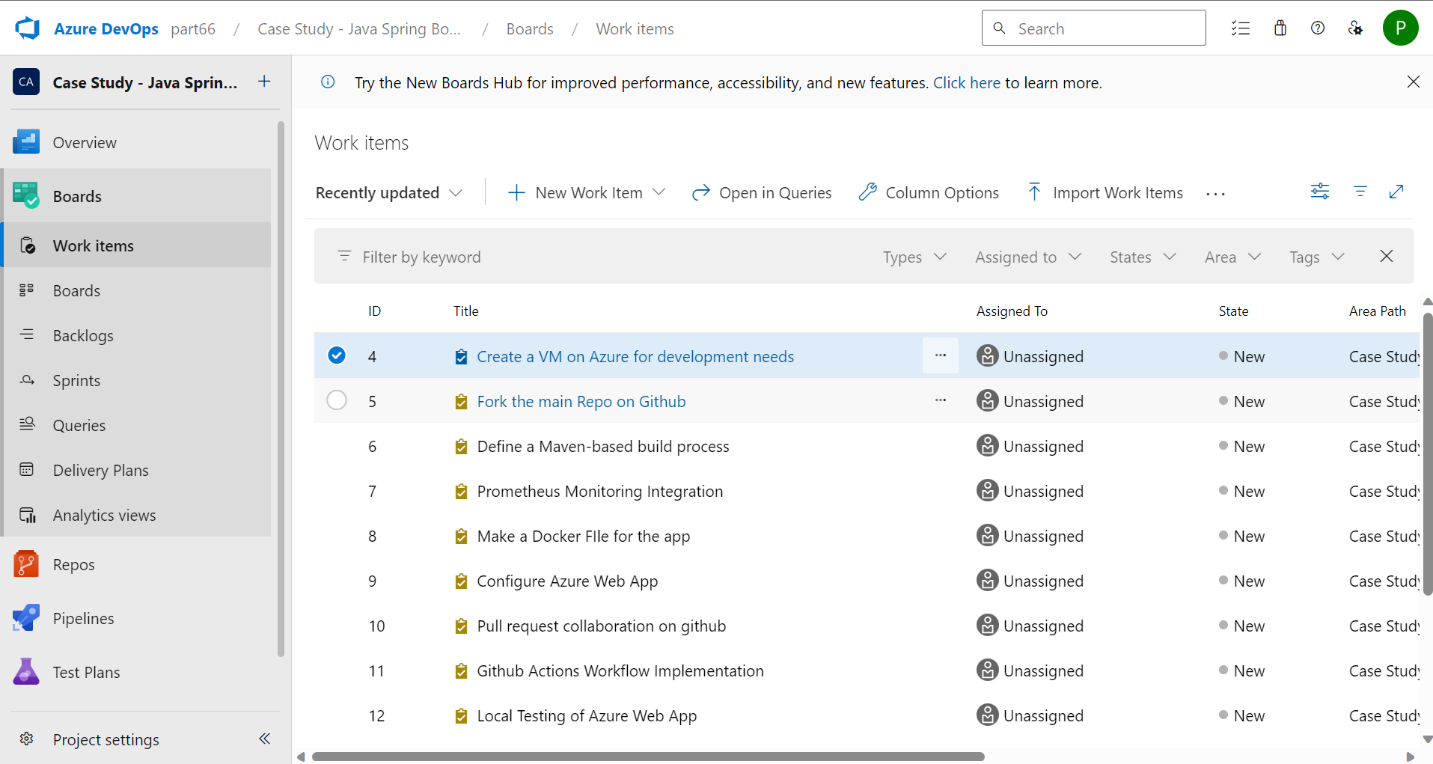 Azure DevOps part66 / Case Study - Java Spring Bo... / Boards / Work items Search P
CA Case Study - Java Sprin... +
Try the New Boards Hub for improved performance, accessibility, and new features. Click here to learn more.
Overview
Boards
Work items
Boards
Backlogs
Sprints
Queries
Delivery Plans
Analytics views
Repos
Pipelines
Test Plans
Project settings
Work items
Recently updated New Work Item Open in Queries Column Options Import Work Items ...
Filter by keyword Types Assigned to States Area Tags
ID Title Assigned To State Area Path
4 Create a VM on Azure for development needs ... Unassigned New Case Study
5 Fork the main Repo on Github ... Unassigned New Case Study
6 Define a Maven-based build process Unassigned New Case Study
7 Prometheus Monitoring Integration Unassigned New Case Study
8 Make a Docker FIle for the app Unassigned New Case Study
9 Configure Azure Web App Unassigned New Case Study
10 Pull request collaboration on github Unassigned New Case Study
11 Github Actions Workflow Implementation Unassigned New Case Study
12 Local Testing of Azure Web App Unassigned New Case Study